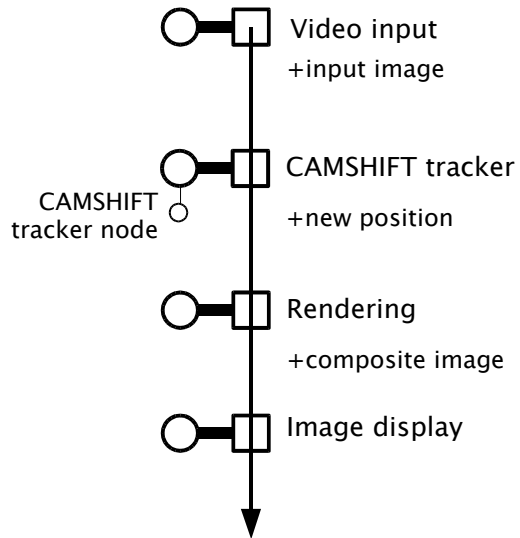 Video input
+input image
CAMSHIFT tracker
CAMSHIFT
tracker node
+new position
Rendering
+composite image
Image display